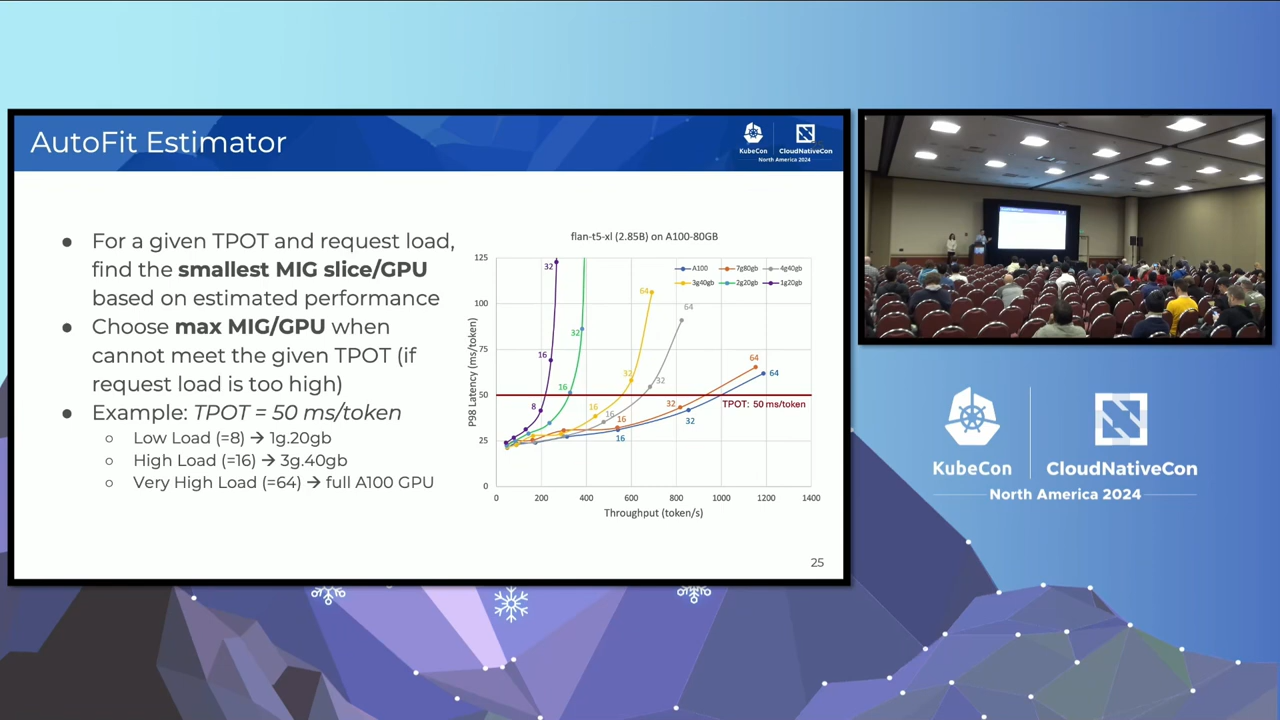 AutoFit Estimator
KubeCon
CloudNativeCon
North America 2024
● For a given TPOT and request load,
find the smallest MIG slice/GPU
based on estimated performance
● Choose max MIG/GPU when
cannot meet the given TPOT (if
request load is too high)
● Example: TPOT = 50 ms/token
○ Low Load (=8) → 1g.20gb
○ High Load (=16) → 3g.40gb
○ Very High Load (=64) → full A100 GPU
flan-t5-xl (2.85B) on A100-80GB
A100
7g80gb
4g40gb
3g40gb
2g20gb
1g20gb
P98 Latency (ms/token)
125
100
75
50
25
0
32
16
8
32
16
64
32
16
64
32
16
64
32
16
64
32
16
TPOT: 50 ms/token
0 200 400 600 800 1000 1200 1400
Throughput (token/s)
25
KubeCon
CloudNativeCon
North America 2024